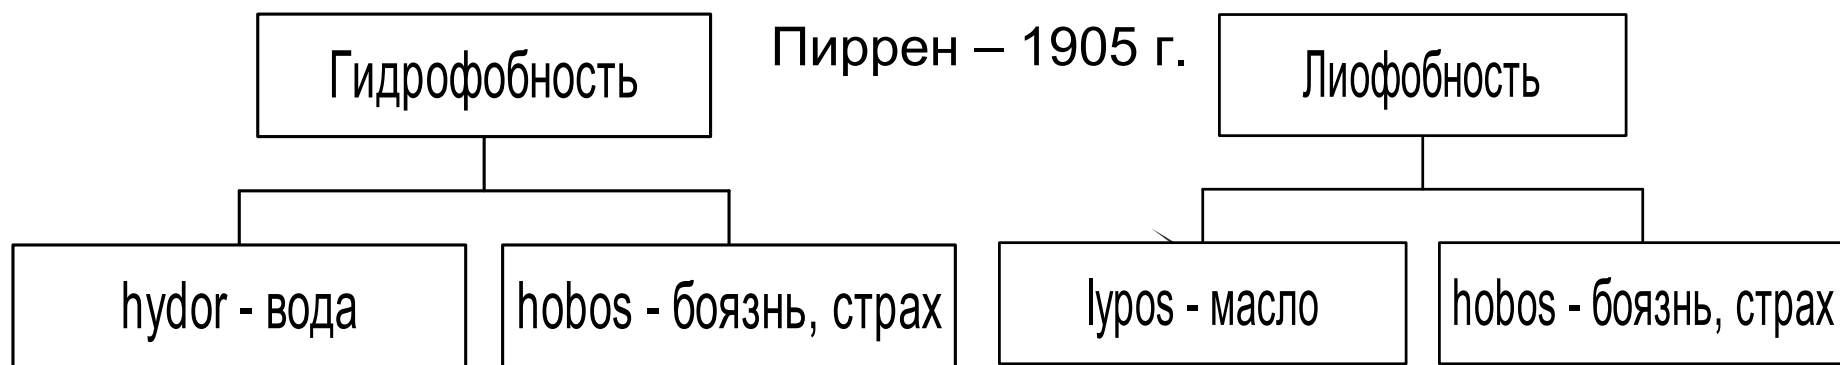 Гидрофобность
Пиррен – 1905 г.
Лиофобность
hydor - вода
hobos - боязнь, страх
lypos - масло
hobos - боязнь, страх